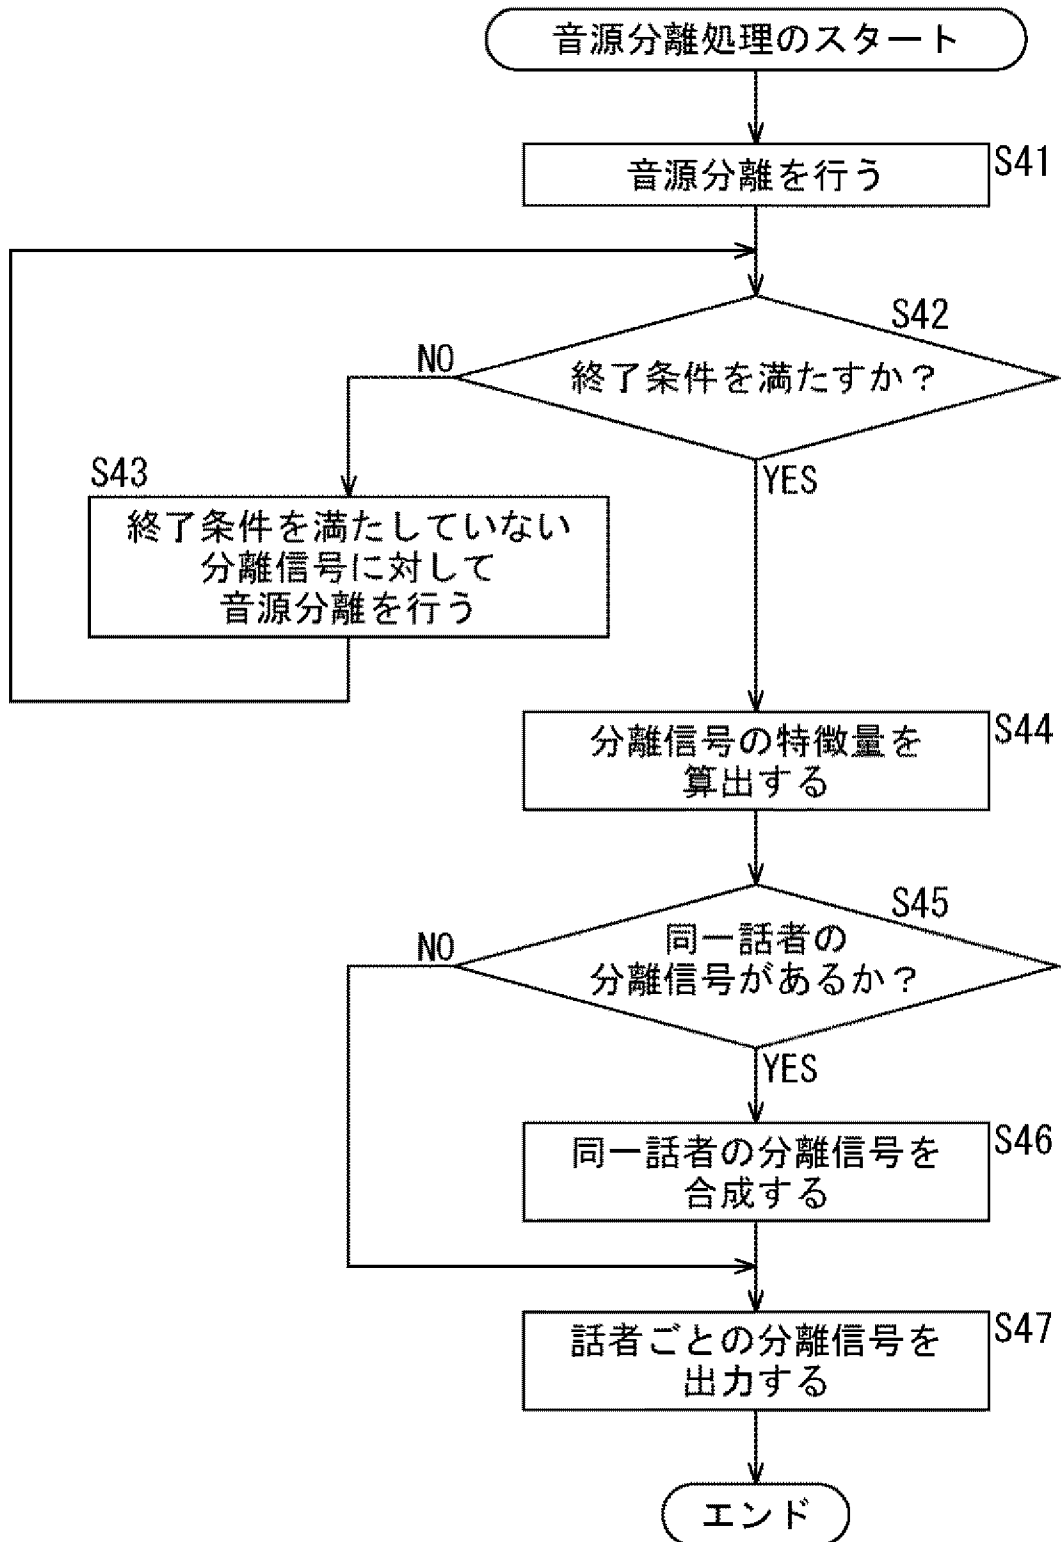 音源分離処理のスタート
音源分離を行う
S41
S42
終了条件を満たすか？
NO
YES
S43
終了条件を満たしていない
分離信号に対して
音源分離を行う
S44
分離信号の特徴量を
算出する
S45
同一話者の
分離信号があるか？
NO
YES
S46
同一話者の分離信号を
合成する
S47
話者ごとの分離信号を
出力する
エンド